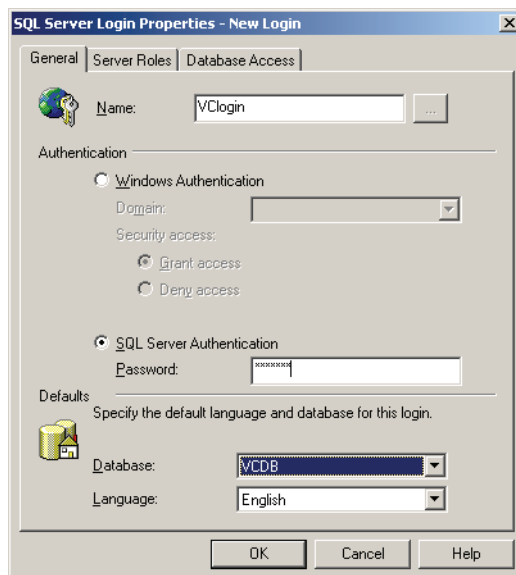 SQL Server Login Properties - New Login
General Server Roles Database Access
Name: VClogin ...
Authentication
Windows Authentication
Domain:
Security access:
Grant access
Deny access
SQL Server Authentication
Password: *******
Defaults
Specify the default language and database for this login.
Database: VCDB
Language: English
OK Cancel Help